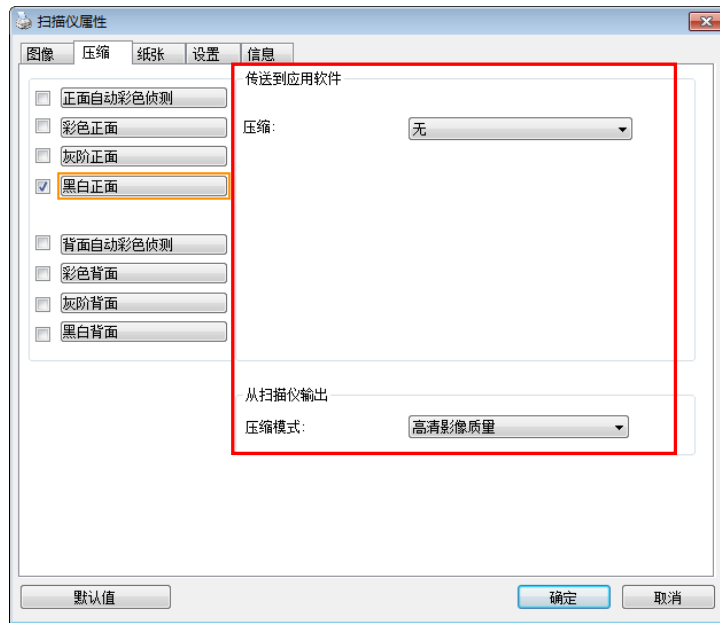 扫描仪属性
图像 压缩 纸张 设置 信息
传送到应用软件
正面自动彩色侦测
彩色正面
压缩: 无
灰阶正面
黑白正面
背面自动彩色侦测
彩色背面
灰阶背面
黑白背面
从扫描仪输出
压缩模式: 高清影像质量
默认值 确定 取消